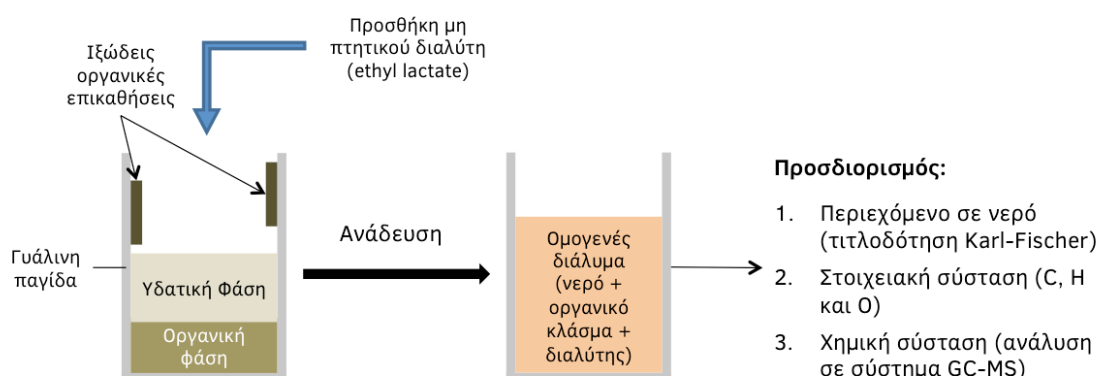 Προσθήκη μη
πτητικού διαλύτη
(ethyl lactate)
Ιξώδεις
οργανικές
επικαθήσεις
Γυάλινη
παγίδα
Υδατική Φάση
Οργανική
φάση
Ανάδευση
Ομογενές
διάλυμα
(νερό +
οργανικό
κλάσμα +
διαλύτης)
Προσδιορισμός:
1. Περιεχόμενο σε νερό
(τιτλοδότηση Karl-Fischer)
2. Στοιχειακή σύσταση (C, H
και O)
3. Χημική σύσταση (ανάλυση
σε σύστημα GC-MS)